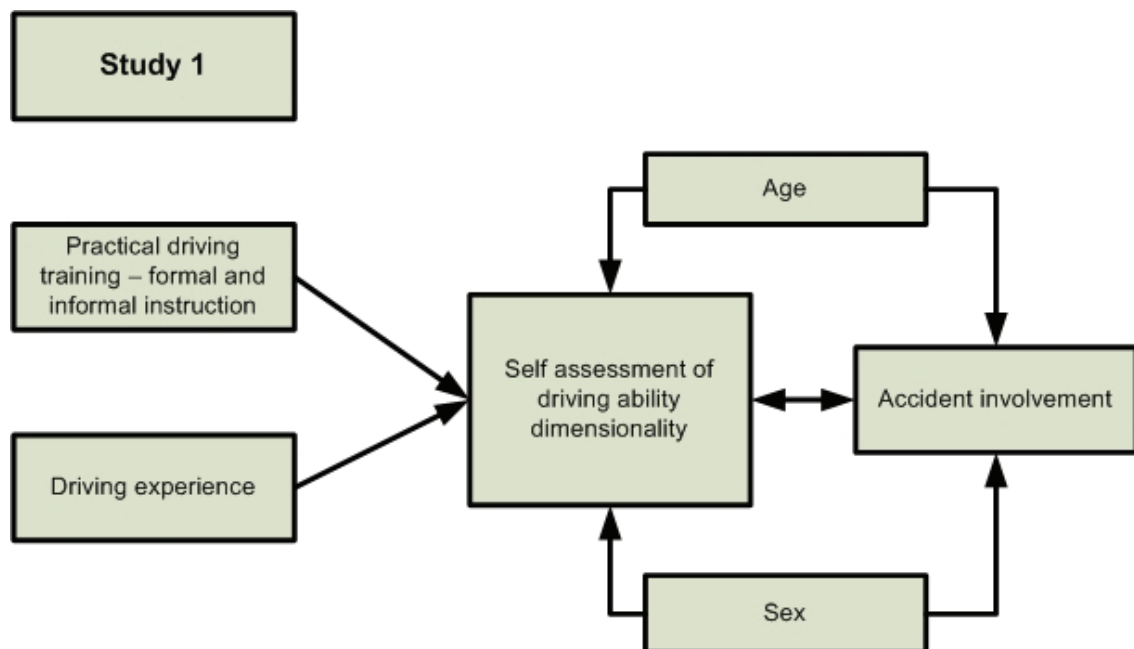 Study 1
Age
Practical driving
training – formal and
informal instruction
Self assessment of
driving ability
dimensionality
Accident involvement
Driving experience
Sex